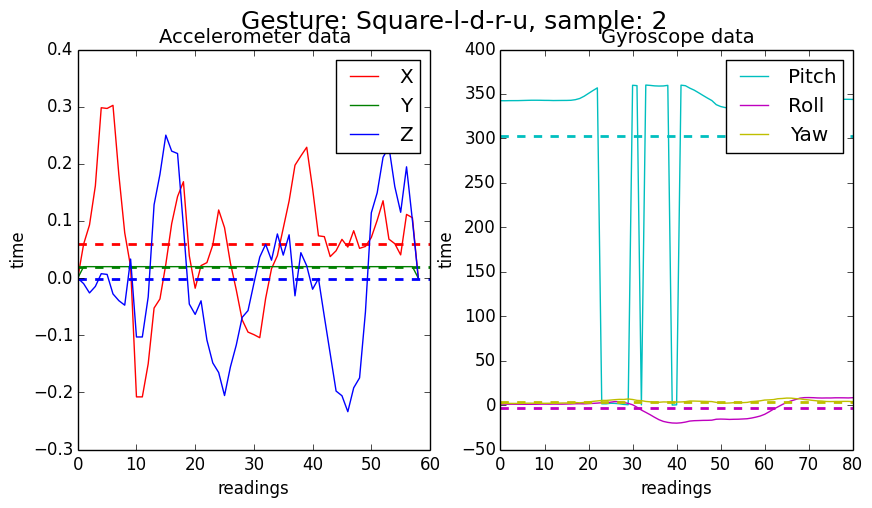 Gesture: Square-l-d-r-u, sample: 2
Accelerometer data
0.4
0.3
0.2
0.1
0.0
−0.1
−0.2
−0.3
time
0 10 20 30 40 50 60
readings
X
Y
Z
Gyroscope data
400
350
300
250
200
150
100
50
0
−50
time
0 10 20 30 40 50 60 70 80
readings
Pitch
Roll
Yaw